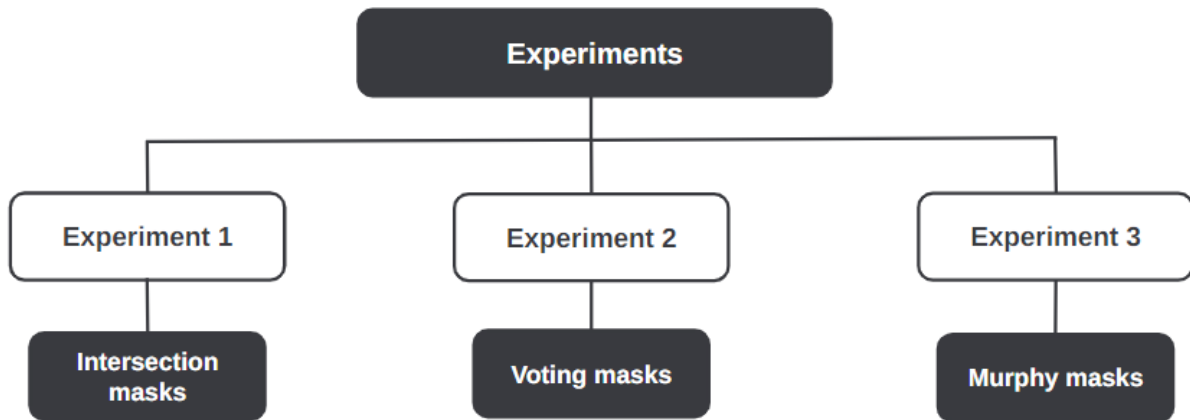 Experiments
Experiment 1
Experiment 2
Experiment 3
Intersection
masks
Voting masks
Murphy masks